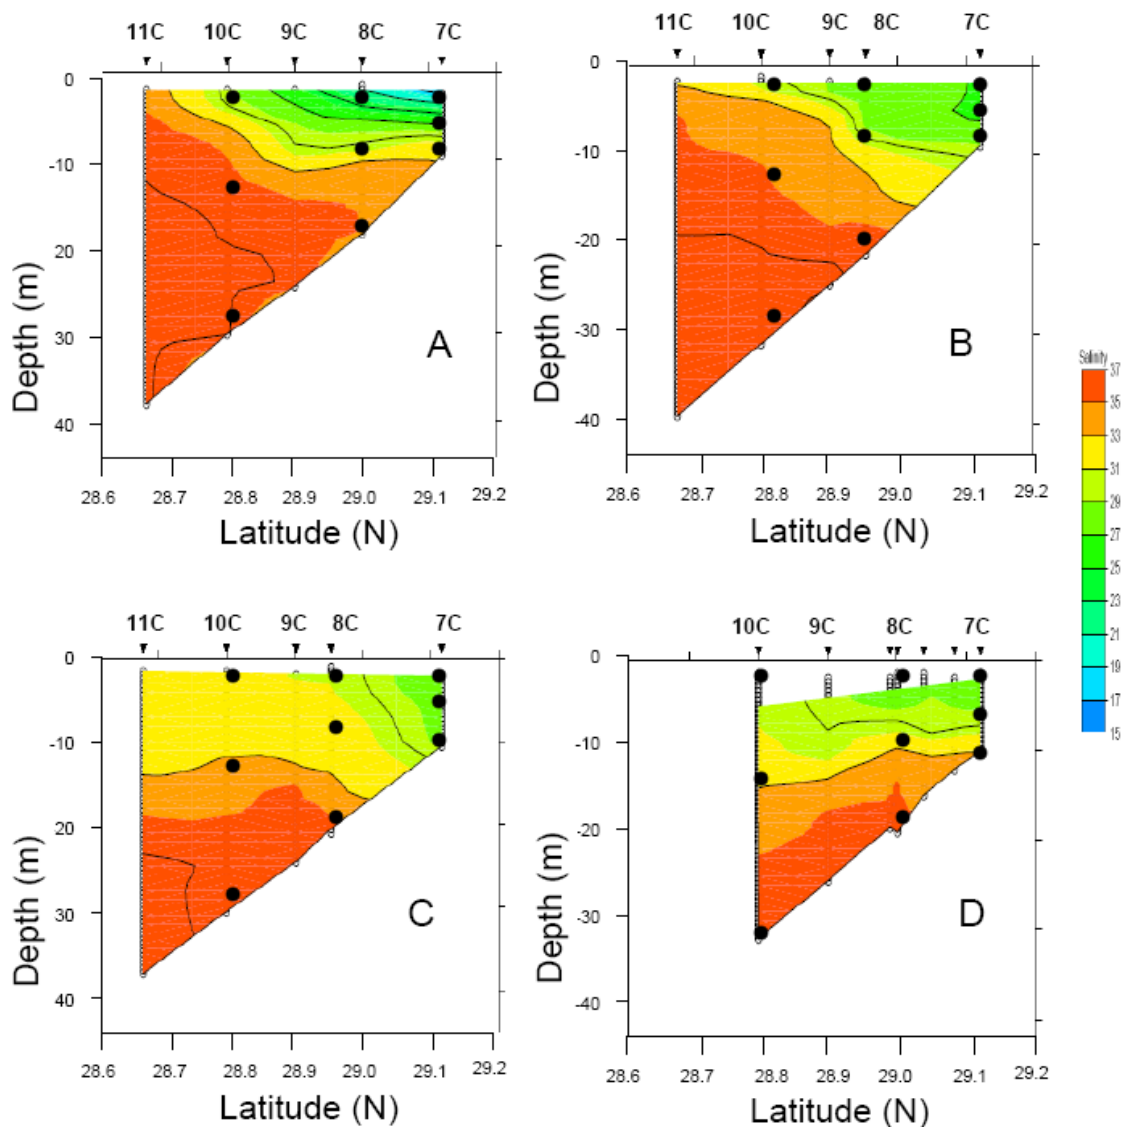 11C 10C 9C 8C 7C
0
-10
20
30
40
Depth (m)
A
28.6 28.7 28.8 28.9 29.0 29.1 29.2
Latitude (N)
11C 10C 9C 8C 7C
0
-10
-20
-30
-40
Depth (m)
B
28.6 28.7 28.8 28.9 29.0 29.1 29.2
Latitude (N)
Salinity
37
35
33
31
29
27
25
23
21
19
17
15
11C 10C 9C 8C 7C
0
-10
20
30
40
Depth (m)
C
28.6 28.7 28.8 28.9 29.0 29.1 29.2
Latitude (N)
10C 9C 8C 7C
0
-10
-20
-30
-40
Depth (m)
D
28.6 28.7 28.8 28.9 29.0 29.1 29.2
Latitude (N)